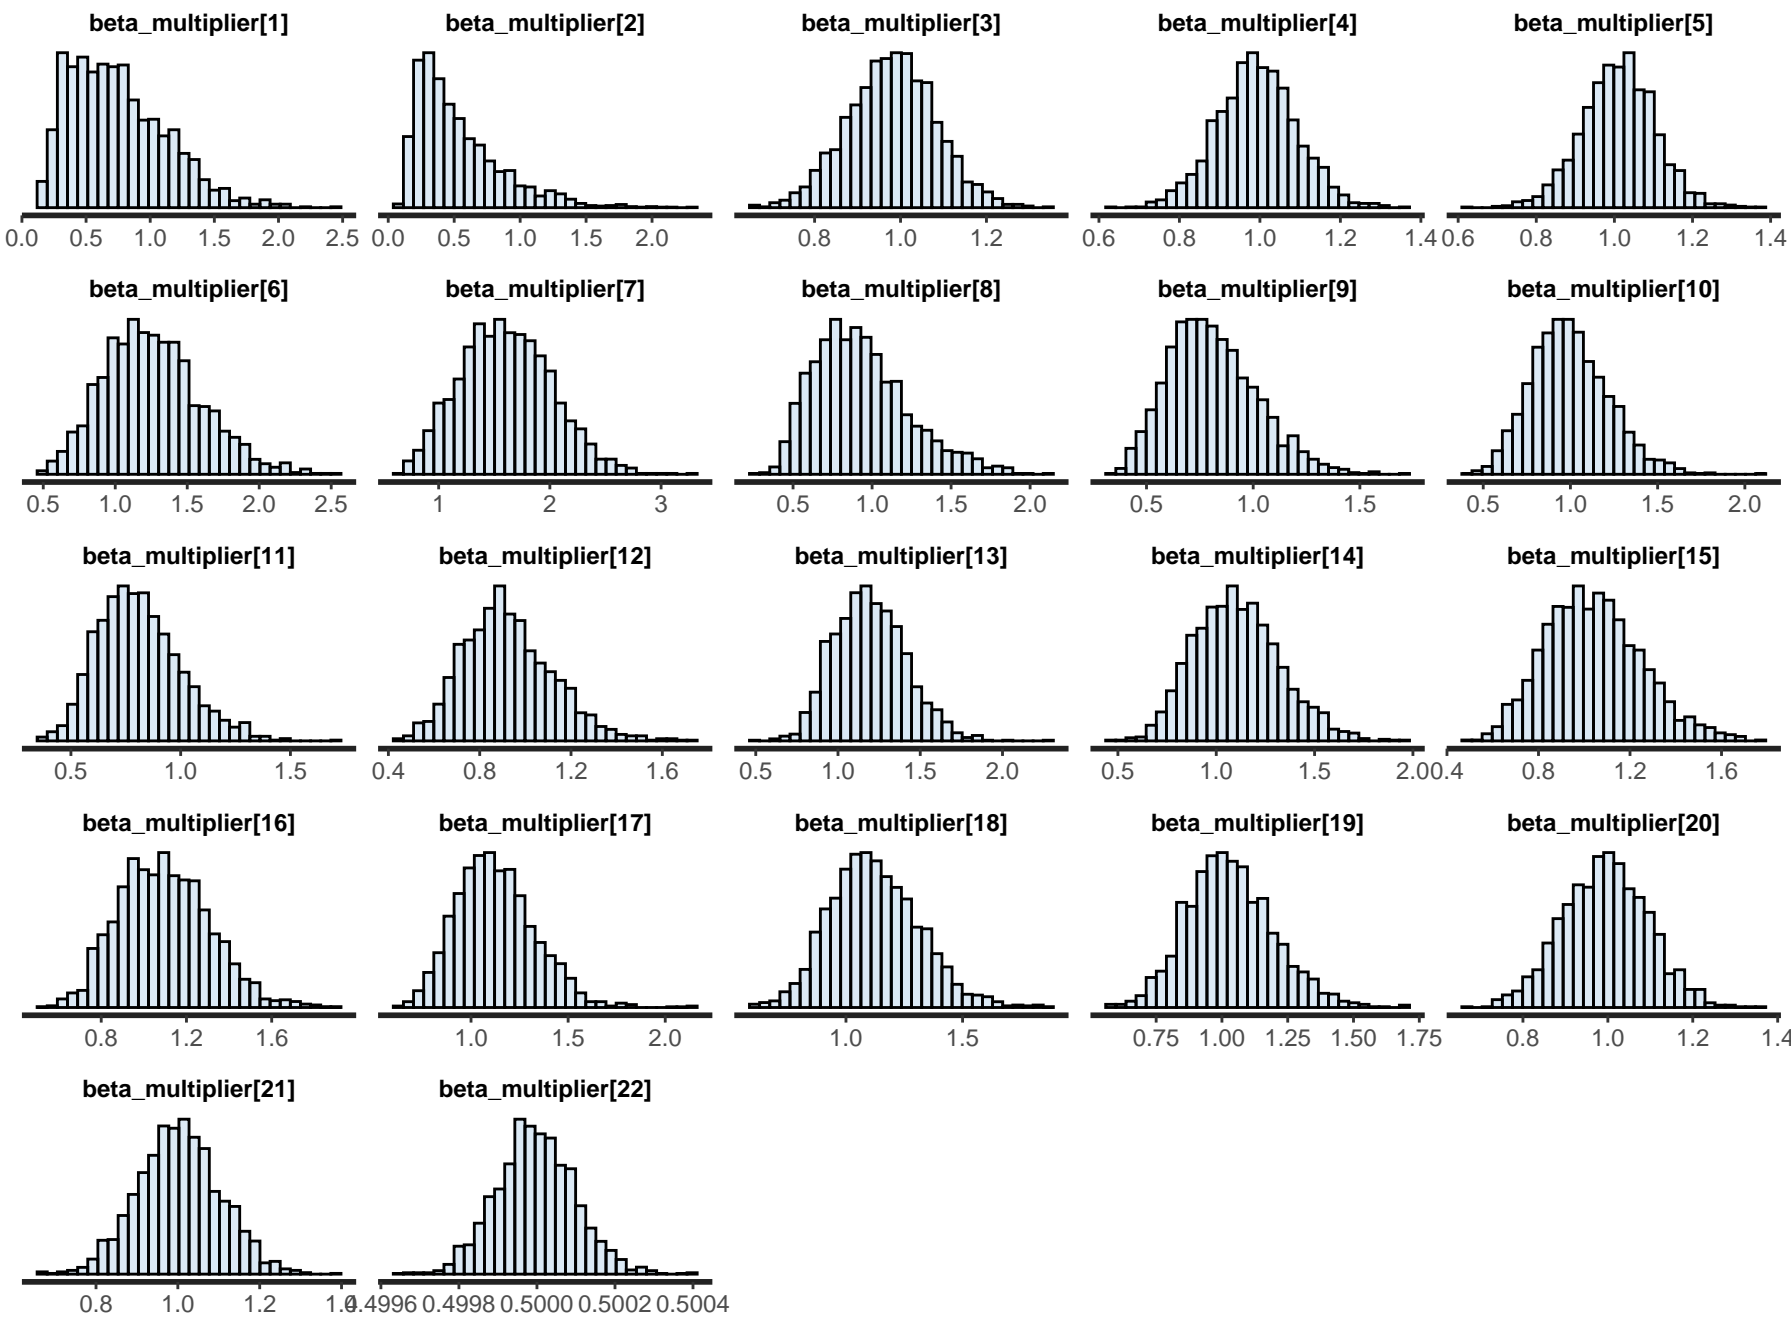 beta_multiplier[1] beta_multiplier[2] beta_multiplier[3] beta_multiplier[4] beta_multiplier[5]
0.0 0.5 1.0 1.5 2.0 2.5 0.0 0.5 1.0 1.5 2.0 0.8 1.0 1.2 0.6 0.8 1.0 1.2 1.4 0.6 0.8 1.0 1.2 1.4
beta_multiplier[6] beta_multiplier[7] beta_multiplier[8] beta_multiplier[9] beta_multiplier[10]
0.5 1.0 1.5 2.0 2.5 1 2 3 0.5 1.0 1.5 2.0 0.5 1.0 1.5 0.5 1.0 1.5 2.0
beta_multiplier[11] beta_multiplier[12] beta_multiplier[13] beta_multiplier[14] beta_multiplier[15]
0.5 1.0 1.5 0.4 0.8 1.2 1.6 0.5 1.0 1.5 2.0 0.5 1.0 1.5 2.0 0.4 0.8 1.2 1.6
beta_multiplier[16] beta_multiplier[17] beta_multiplier[18] beta_multiplier[19] beta_multiplier[20]
0.8 1.2 1.6 1.0 1.5 2.0 1.0 1.5 0.75 1.00 1.25 1.50 1.75 0.8 1.0 1.2 1.4
beta_multiplier[21] beta_multiplier[22]
0.8 1.0 1.2 1.4 0.4996 0.4998 0.5000 0.5002 0.5004